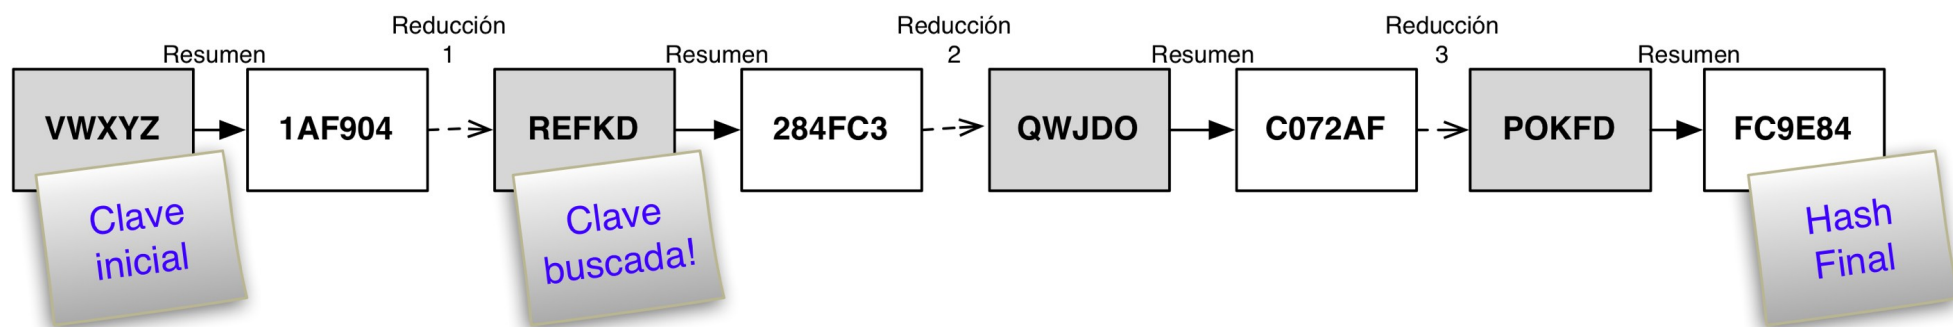 Reducción
Reducción
Reducción
Resumen
1
Resumen
2
Resumen
3
Resumen
VWXYZ
1AF904
REFKD
284FC3
QWJDO
C072AF
POKFD
FC9E84
Clave
inicial
Clave
buscada!
Hash
Final